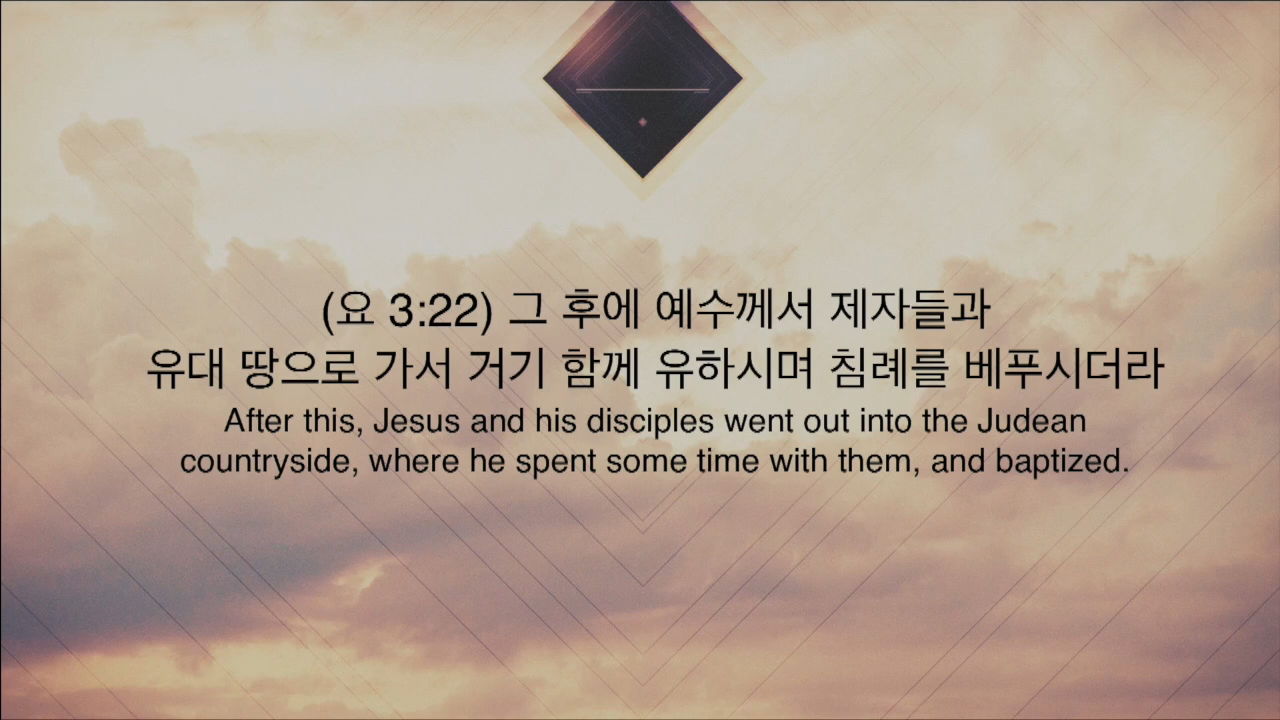 (요 3:22) 그 후에 예수께서 제자들과
유대 땅으로 가서 거기 함께 유하시며 침례를 베푸시더라
After this, Jesus and his disciples went out into the Judean
countryside, where he spent some time with them, and baptized.